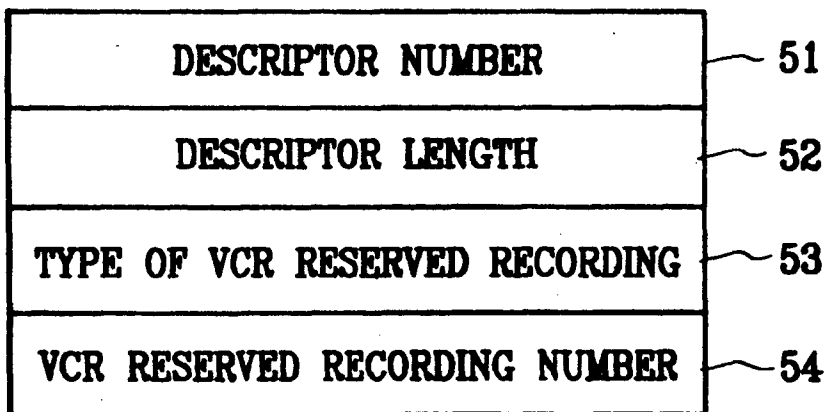 DESCRIPTOR NUMBER 51
DESCRIPTOR LENGTH 52
TYPE OF VCR RESERVED RECORDING 53
VCR RESERVED RECORDING NUMBER 54